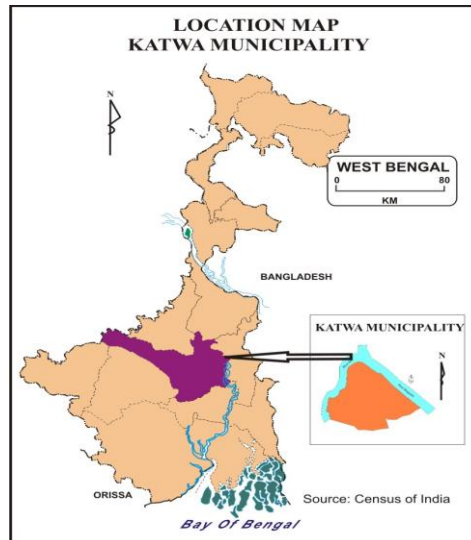 LOCATION MAP
KATWA MUNICIPALITY
N
WEST BENGAL
0 80
KM
BANGLADESH
KATWA MUNICIPALITY
N
ORISSA
Source: Census of India
Bay Of Bengal